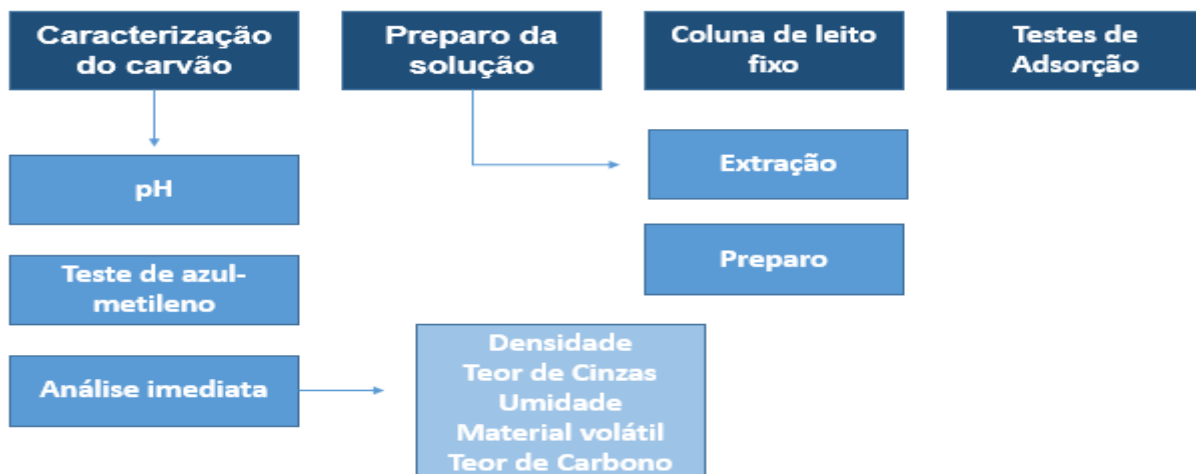 Caracterização
do carvão
Preparo da
solução
Coluna de leito
fixo
Testes de
Adsorção
pH
Teste de azul-
metileno
Análise imediata
Extração
Preparo
Densidade
Teor de Cinzas
Umidade
Material volátil
Teor de Carbono